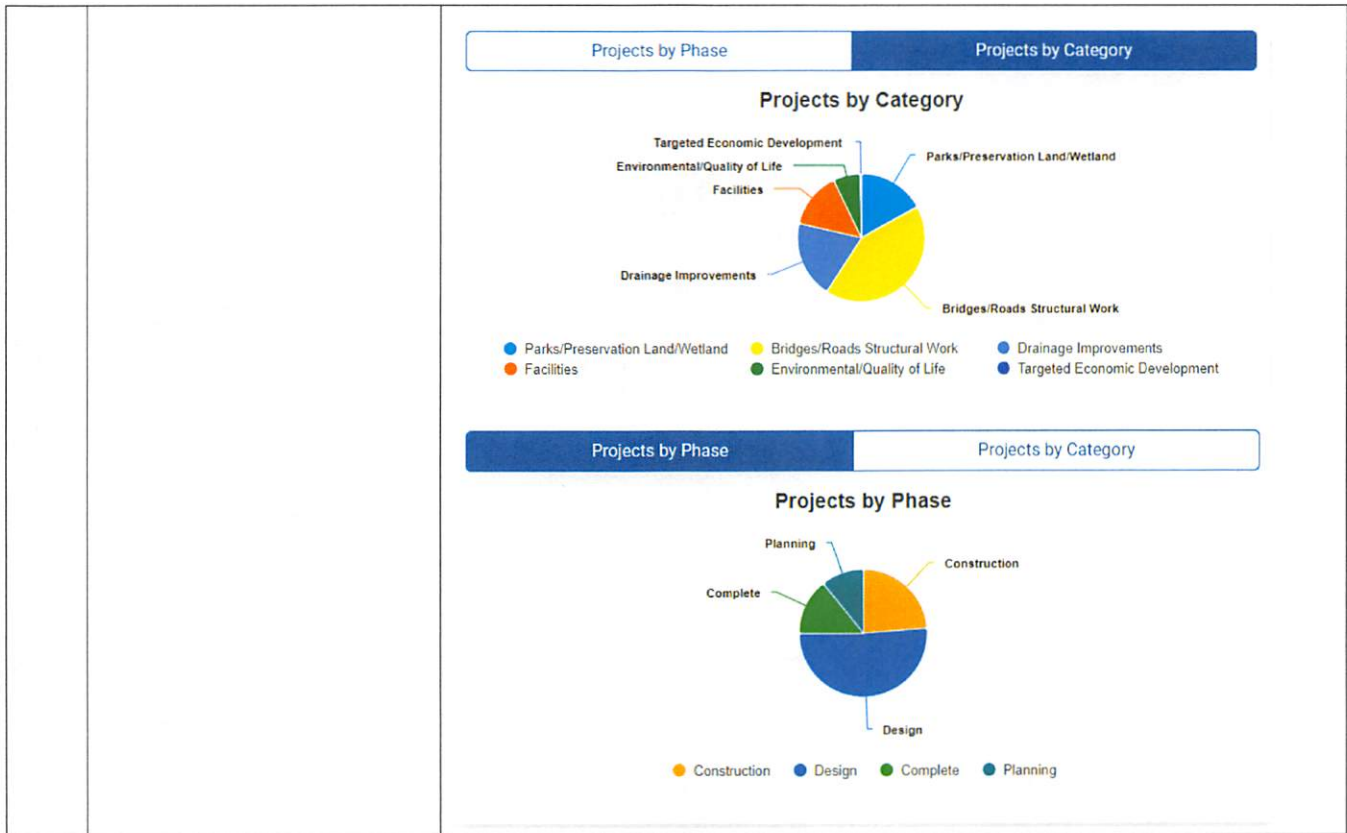 Projects by Phase Projects by Category
Projects by Category
Targeted Economic Development
Parks/Preservation Land/Wetland
Environmental/Quality of Life
Facilities
Drainage Improvements
Bridges/Roads Structural Work
Parks/Preservation Land/Wetland Bridges/Roads Structural Work Drainage Improvements
Facilities Environmental/Quality of Life Targeted Economic Development
Projects by Phase Projects by Category
Projects by Phase
Planning
Construction
Complete
Design
Construction Design Complete Planning